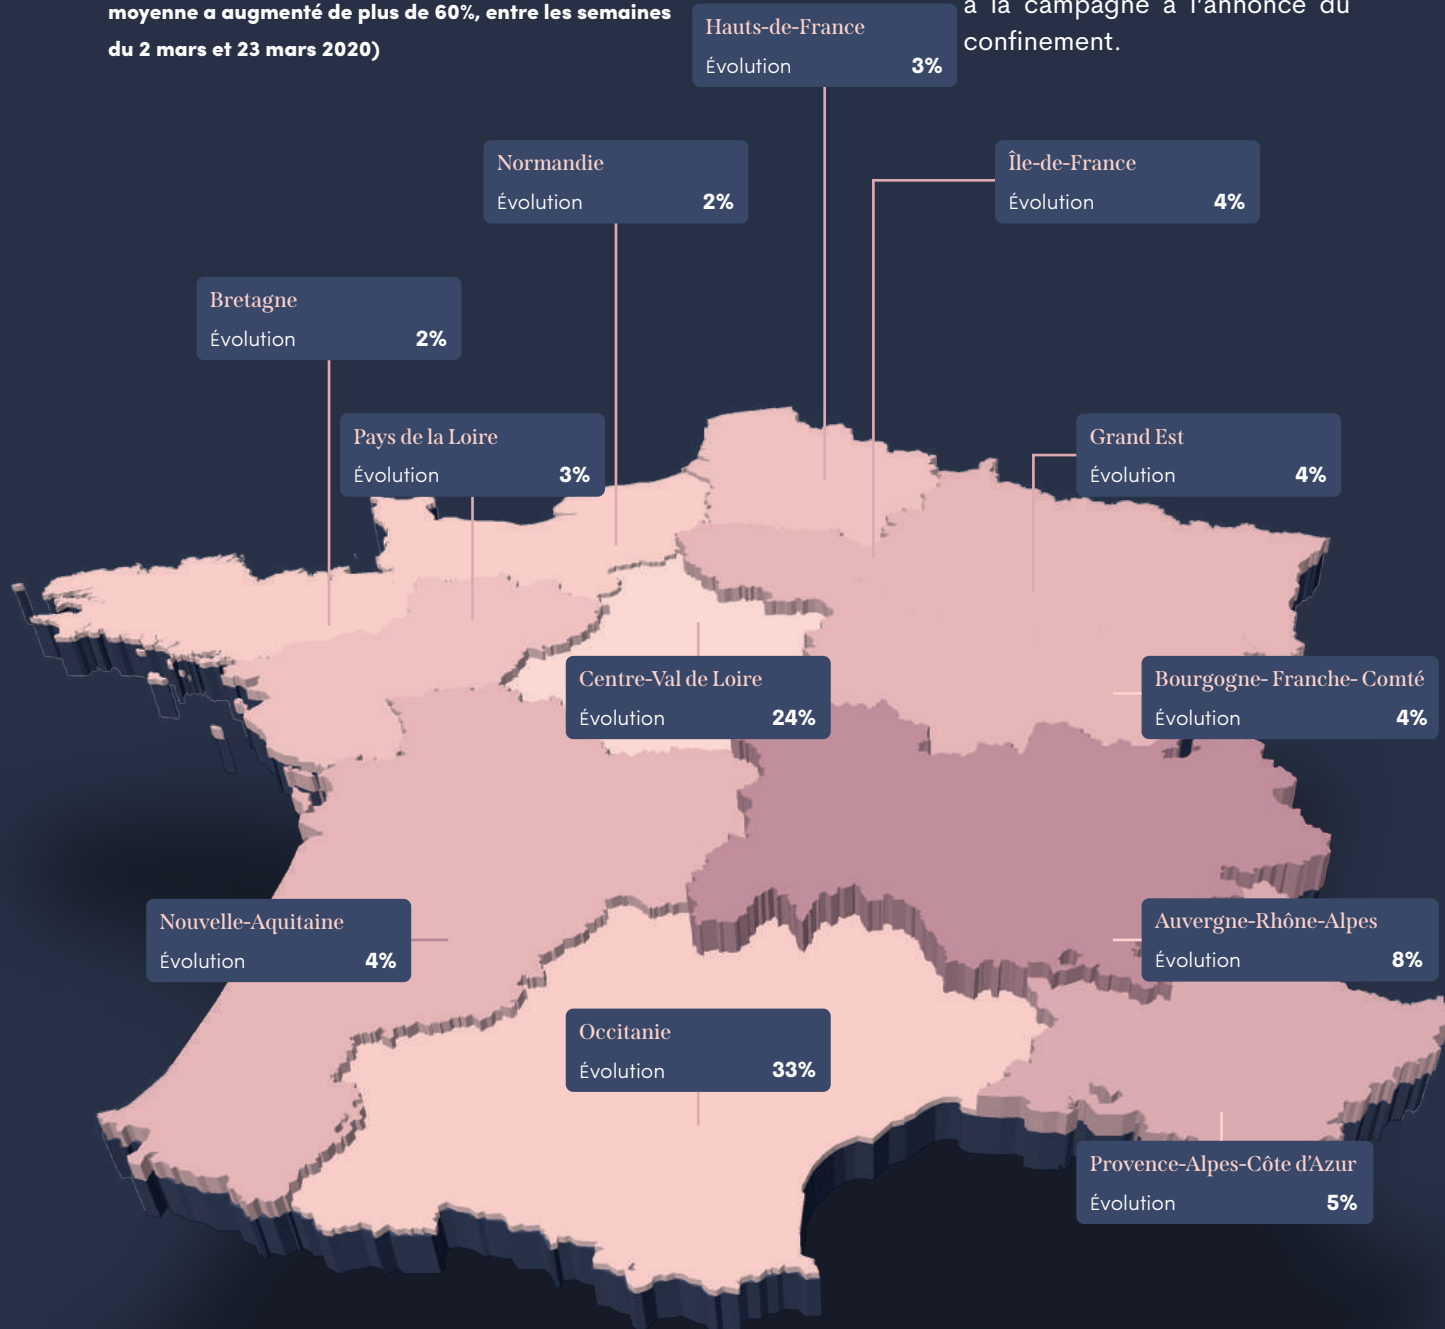 moyenne a augmenté de plus de 60%, entre les semaines
du 2 mars et 23 mars 2020)
à la campagne à l'annonce du
confinement.
Hauts-de-France
Évolution 3%
Normandie
Évolution 2%
Île-de-France
Évolution 4%
Bretagne
Évolution 2%
Pays de la Loire
Évolution 3%
Grand Est
Évolution 4%
Centre-Val de Loire
Évolution 24%
Bourgogne- Franche- Comté
Évolution 4%
Nouvelle-Aquitaine
Évolution 4%
Auvergne-Rhône-Alpes
Évolution 8%
Occitanie
Évolution 33%
Provence-Alpes-Côte d'Azur
Évolution 5%